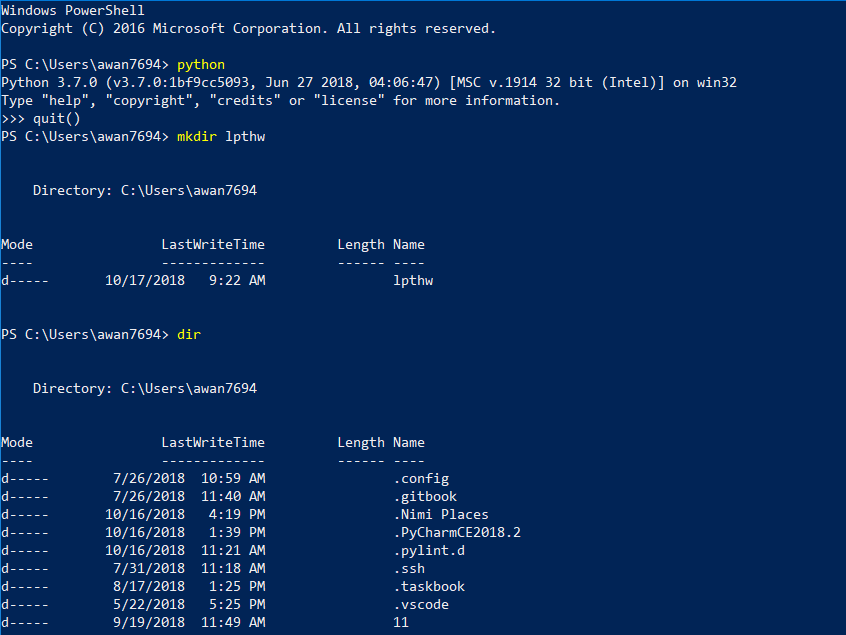 Windows PowerShell
Copyright (C) 2016 Microsoft Corporation. All rights reserved.
PS C:\Users\awan7694> python
Python 3.7.0 (v3.7.0:1bf9cc5093, Jun 27 2018, 04:06:47) [MSC v.1914 32 bit (Intel)] on win32
Type "help", "copyright", "credits" or "license" for more information.
>>> quit()
PS C:\Users\awan7694> mkdir lpthw
    Directory: C:\Users\awan7694
Mode                LastWriteTime         Length Name
----                -------------         ------ ----
d-----       10/17/2018   9:22 AM                lpthw
PS C:\Users\awan7694> dir
    Directory: C:\Users\awan7694
Mode                LastWriteTime         Length Name
----                -------------         ------ ----
d-----        7/26/2018  10:59 AM                .config
d-----        7/26/2018  11:40 AM                .gitbook
d-----       10/16/2018   4:19 PM                .Nimi Places
d-----       10/16/2018   1:39 PM                .PyCharmCE2018.2
d-----       10/16/2018  11:21 AM                .pylint.d
d-----        7/31/2018  11:18 AM                .ssh
d-----        8/17/2018   1:25 PM                .taskbook
d-----        5/22/2018   5:25 PM                .vscode
d-----        9/19/2018  11:49 AM                11